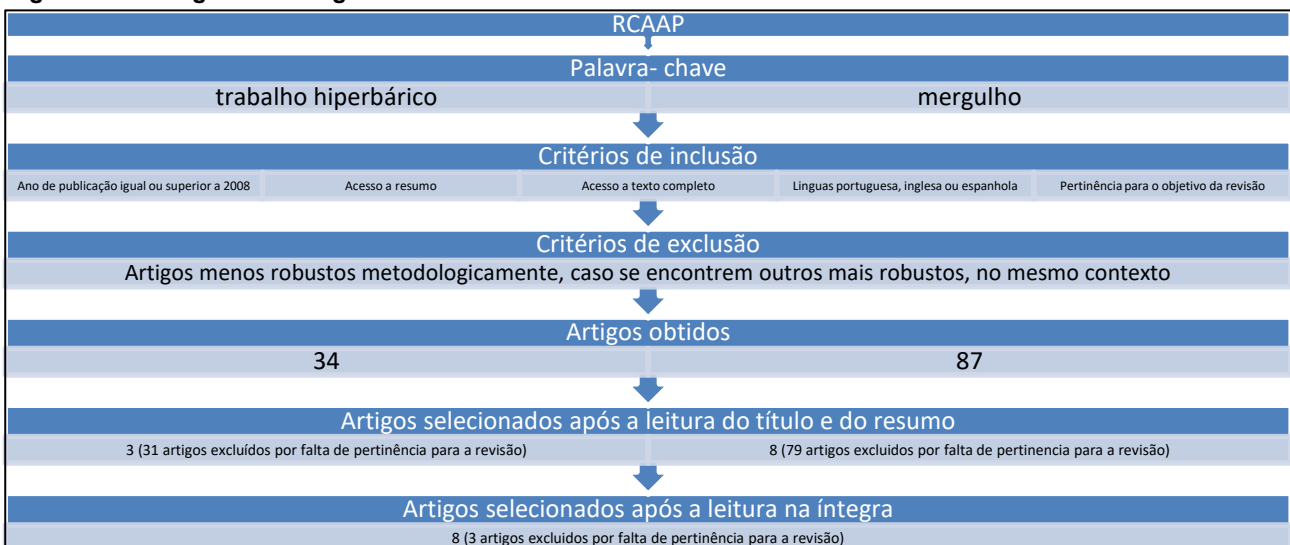 RCAAP
Palavra- chave
trabalho hiperbárico
mergulho
Critérios de inclusão
Ano de publicação igual ou superior a 2008
Acesso a resumo
Acesso a texto completo
Linguas portuguesa, inglesa ou espanhola
Pertinência para o objetivo da revisão
Critérios de exclusão
Artigos menos robustos metodologicamente, caso se encontrem outros mais robustos, no mesmo contexto
Artigos obtidos
34
87
Artigos selecionados após a leitura do título e do resumo
3 (31 artigos excluídos por falta de pertinência para a revisão)
8 (79 artigos excluidos por falta de pertinencia para a revisão)
Artigos selecionados após a leitura na íntegra
8 (3 artigos excluidos por falta de pertinência para a revisão)